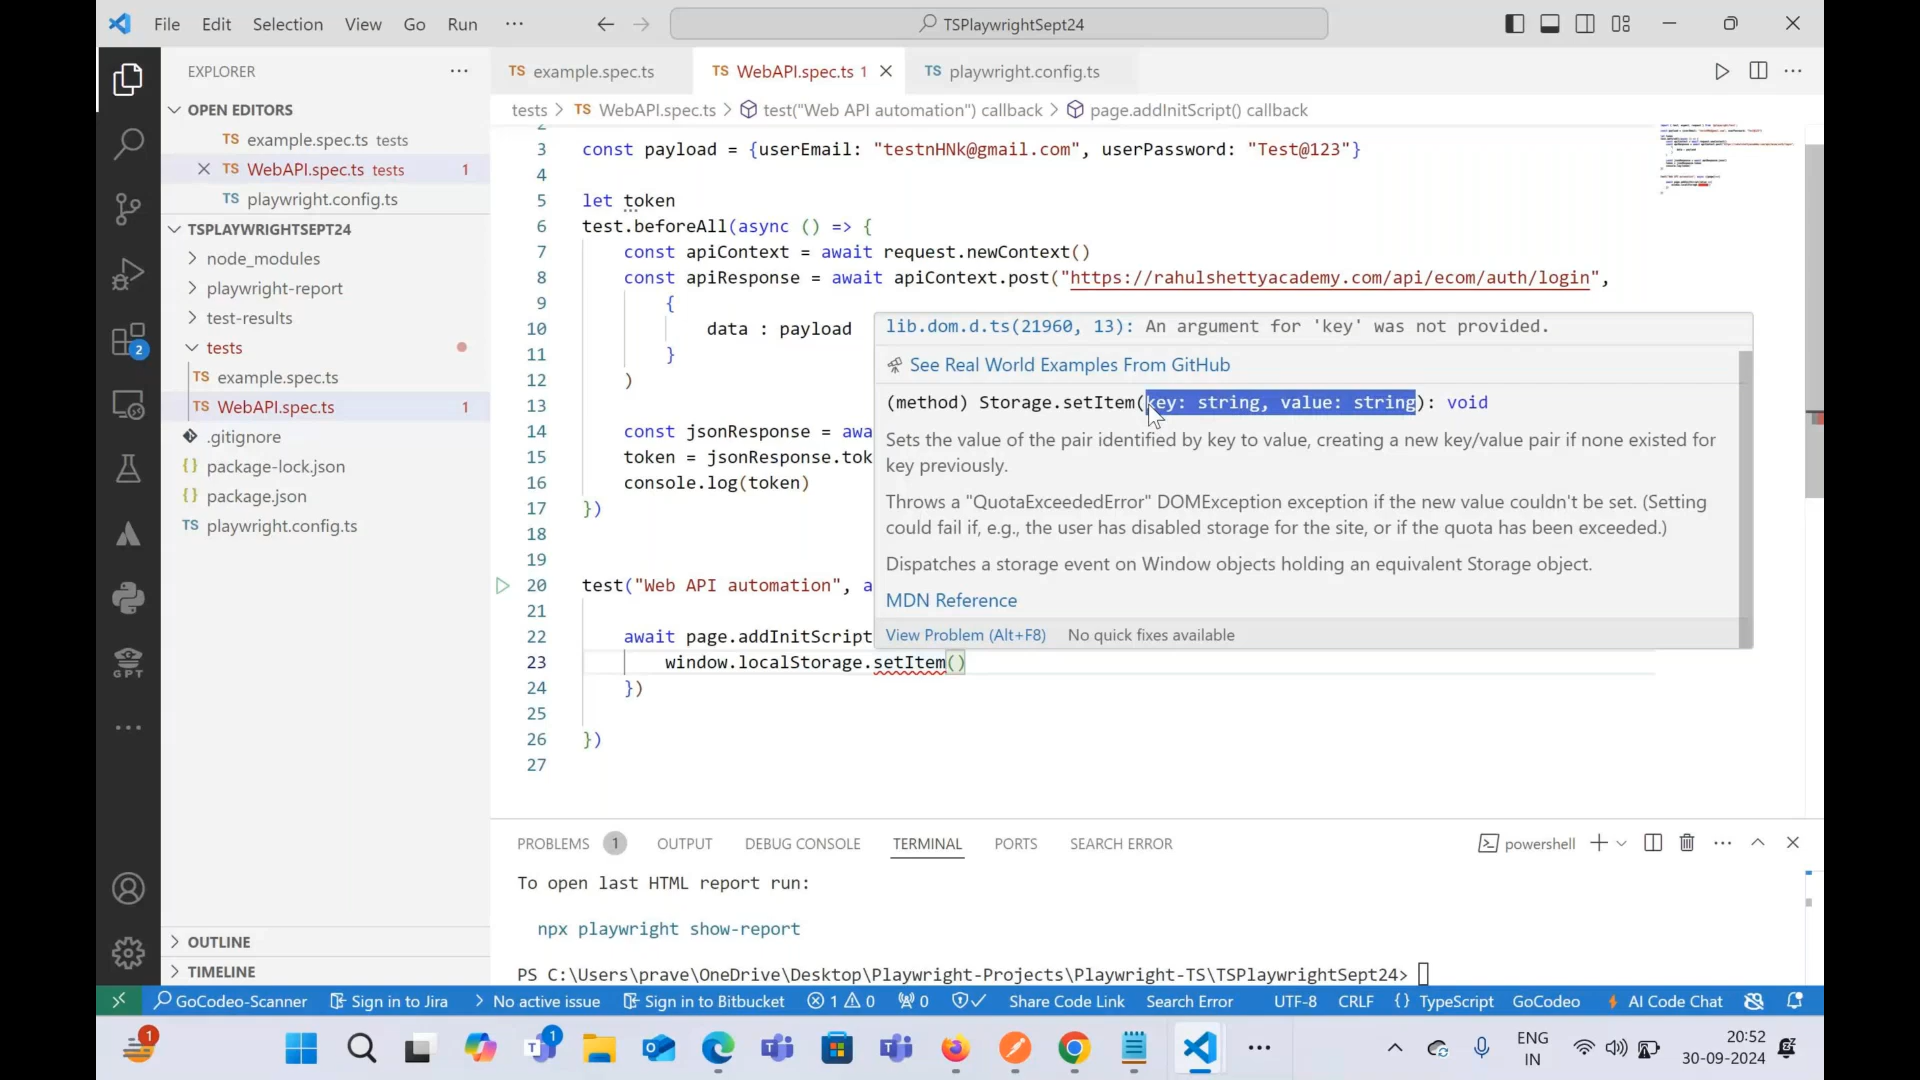 File Edit Selection View Go Run ···
TSPlaywrightSept24
EXPLORER
OPEN EDITORS
TS example.spec.ts tests
TS WebAPI.spec.ts tests 1
TS playwright.config.ts
TSPLAYWRIGHTSEPT24
node_modules
playwright-report
test-results
tests
TS example.spec.ts
TS WebAPI.spec.ts 1
.gitignore
{} package-lock.json
{} package.json
TS playwright.config.ts
OUTLINE
TIMELINE
2
GPT
TS example.spec.ts
TS WebAPI.spec.ts 1
TS playwright.config.ts
tests > TS WebAPI.spec.ts > test("Web API automation") callback > page.addInitScript() callback
2
3 const payload = {userEmail: "testnHNk@gmail.com", userPassword: "Test@123"}
4
5 let token
6 test.beforeAll(async () => {
7 const apiContext = await request.newContext()
8 const apiResponse = await apiContext.post("https://rahulshettyacademy.com/api/ecom/auth/login",
9 {
10 data : payload
11 }
12 )
13
14 const jsonResponse = awa
15 token = jsonResponse.tok
16 console.log(token)
17 })
18
19
20 test("Web API automation", a
21
22 await page.addInitScript
23 window.localStorage.setItem()
24 })
25
26 })
27
lib.dom.d.ts(21960, 13): An argument for 'key' was not provided.
See Real World Examples From GitHub
(method) Storage.setItem(key: string, value: string): void
Sets the value of the pair identified by key to value, creating a new key/value pair if none existed for
key previously.
Throws a "QuotaExceededError" DOMException exception if the new value couldn't be set. (Setting
could fail if, e.g., the user has disabled storage for the site, or if the quota has been exceeded.)
Dispatches a storage event on Window objects holding an equivalent Storage object.
MDN Reference
View Problem (Alt+F8) No quick fixes available
PROBLEMS 1 OUTPUT DEBUG CONSOLE TERMINAL PORTS SEARCH ERROR
powershell
To open last HTML report run:
npx playwright show-report
PS C:\Users\prave\OneDrive\Desktop\Playwright-Projects\Playwright-TS\TSPlaywrightSept24>
GoCodeo-Scanner Sign in to Jira No active issue Sign in to Bitbucket 1 0 0 Share Code Link Search Error UTF-8 CRLF {} TypeScript GoCodeo AI Code Chat
1
1
ENG
IN
20:52
30-09-2024